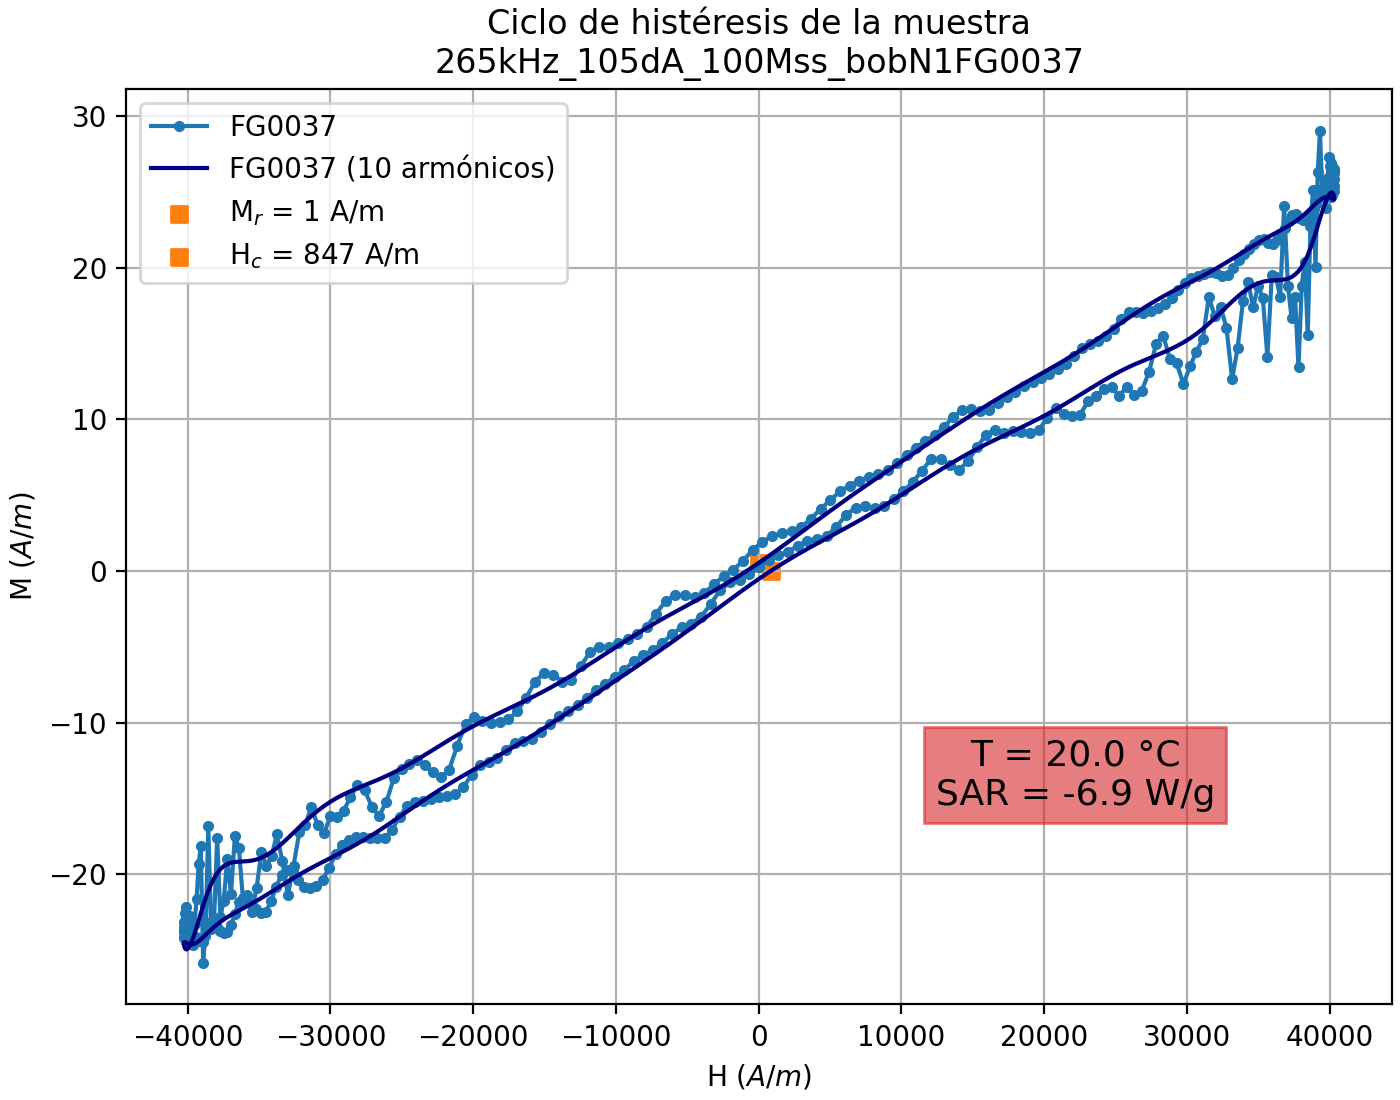 Ciclo de histéresis de la muestra
265kHz_105dA_100Mss_bobN1FG0037
FG0037
FG0037 (10 armónicos)
Mr = 1 A/m
Hc = 847 A/m
30
20
10
0
−10
−20
M (A/m)
T = 20.0 °C
SAR = -6.9 W/g
−40000 −30000 −20000 −10000 0 10000 20000 30000 40000
H (A/m)